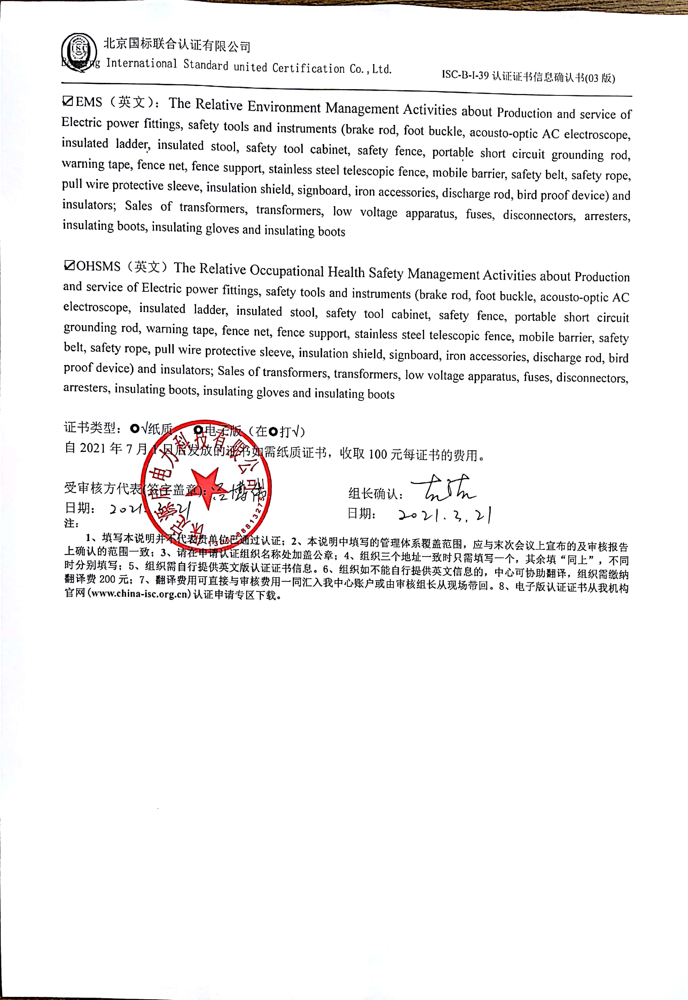 北京国标联合认证有限公司
Beijing International Standard united Certification Co.,Ltd.
ISC-B-I-39 认证证书信息确认书(03 版)
☑EMS（英文）：The Relative Environment Management Activities about Production and service of
Electric power fittings, safety tools and instruments (brake rod, foot buckle, acousto-optic AC electroscope,
insulated ladder, insulated stool, safety tool cabinet, safety fence, portable short circuit grounding rod,
warning tape, fence net, fence support, stainless steel telescopic fence, mobile barrier, safety belt, safety rope,
pull wire protective sleeve, insulation shield, signboard, iron accessories, discharge rod, bird proof device) and
insulators; Sales of transformers, transformers, low voltage apparatus, fuses, disconnectors, arresters,
insulating boots, insulating gloves and insulating boots
☑OHSMS（英文）The Relative Occupational Health Safety Management Activities about Production
and service of Electric power fittings, safety tools and instruments (brake rod, foot buckle, acousto-optic AC
electroscope, insulated ladder, insulated stool, safety tool cabinet, safety fence, portable short circuit
grounding rod, warning tape, fence net, fence support, stainless steel telescopic fence, mobile barrier, safety
belt, safety rope, pull wire protective sleeve, insulation shield, signboard, iron accessories, discharge rod, bird
proof device) and insulators; Sales of transformers, transformers, low voltage apparatus, fuses, disconnectors,
arresters, insulating boots, insulating gloves and insulating boots
证书类型：○√纸质 ○电子版（在○打√）
自 2021 年 7 月 1 日后发放的证书如需纸质证书，收取 100 元每证书的费用。
受审核方代表(签字盖章)：
组长确认：
日期： 2021.3.21
日期： 2021.3.21
注：
1、填写本说明并不代表贵单位已通过认证；2、本说明中填写的管理体系覆盖范围，应与末次会议上宣布的及审核报告
上确认的范围一致；3、请在申请认证组织名称处加盖公章；4、组织三个地址一致时只需填写一个，其余填“同上”，不同
时分别填写；5、组织需自行提供英文版认证证书信息。6、组织如不能自行提供英文信息的，中心可协助翻译，组织需缴纳
翻译费 200 元；7、翻译费用可直接与审核费用一同汇入我中心账户或由审核组长从现场带回。8、电子版认证证书从我机构
官网(www.china-isc.org.cn)认证申请专区下载。